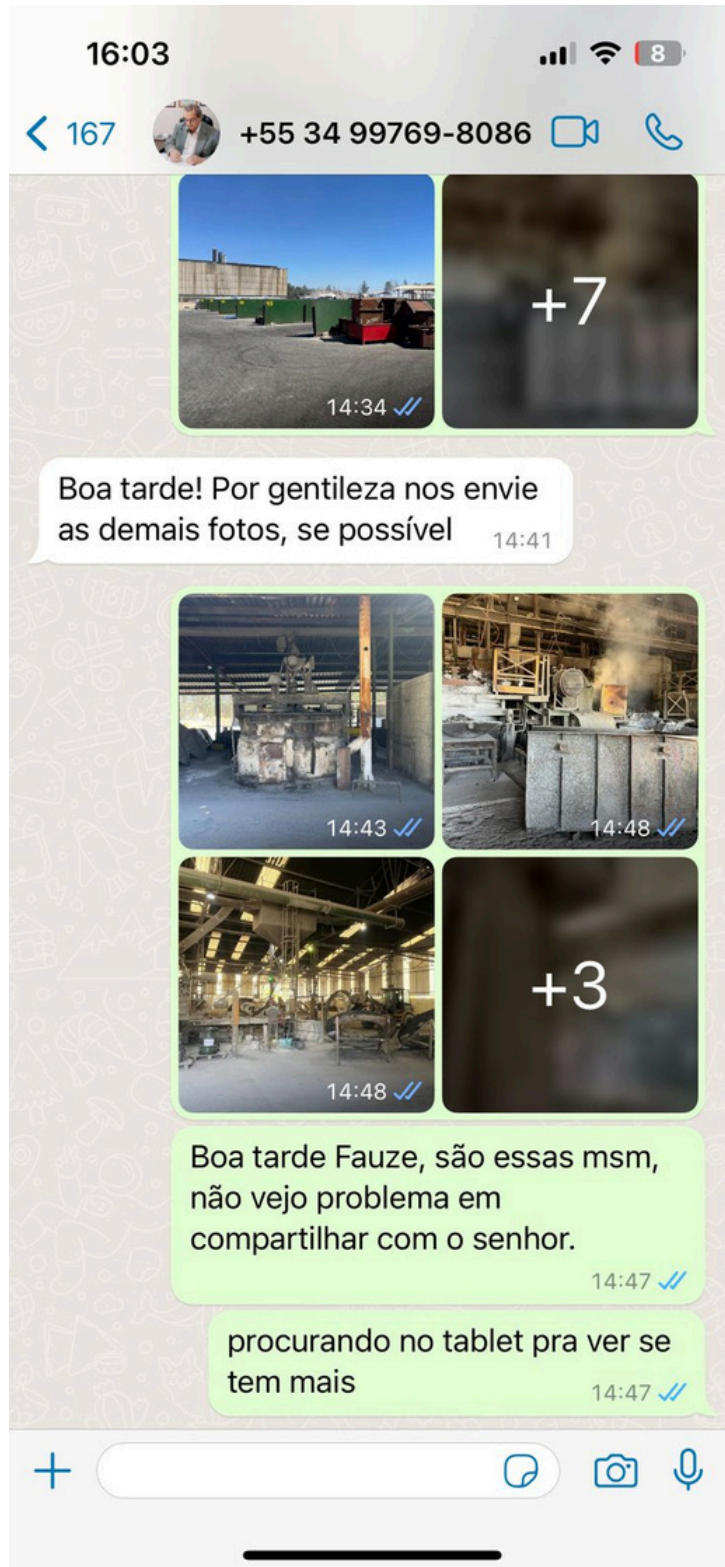 16:03
8
167
+55 34 99769-8086
14:34
+7
Boa tarde! Por gentileza nos envie
as demais fotos, se possível
14:41
14:43
14:48
14:48
+3
Boa tarde Fauze, são essas msm,
não vejo problema em
compartilhar com o senhor.
14:47
procurando no tablet pra ver se
tem mais
14:47